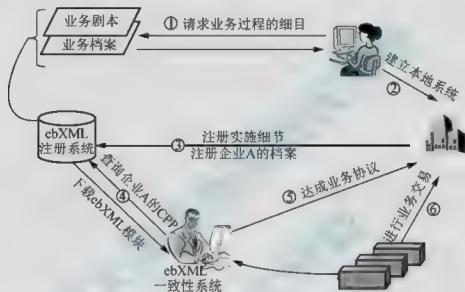 业务剧本
业务档案
① 请求业务过程的细目
建立本地系统
②
ebXML
注册系统
③
注册实施细节
注册企业A的档案
查询企业A的CPP
④
下载ebXML模块
⑤ 达成业务协议
进行业务交易
⑥
ebXML
一致性系统